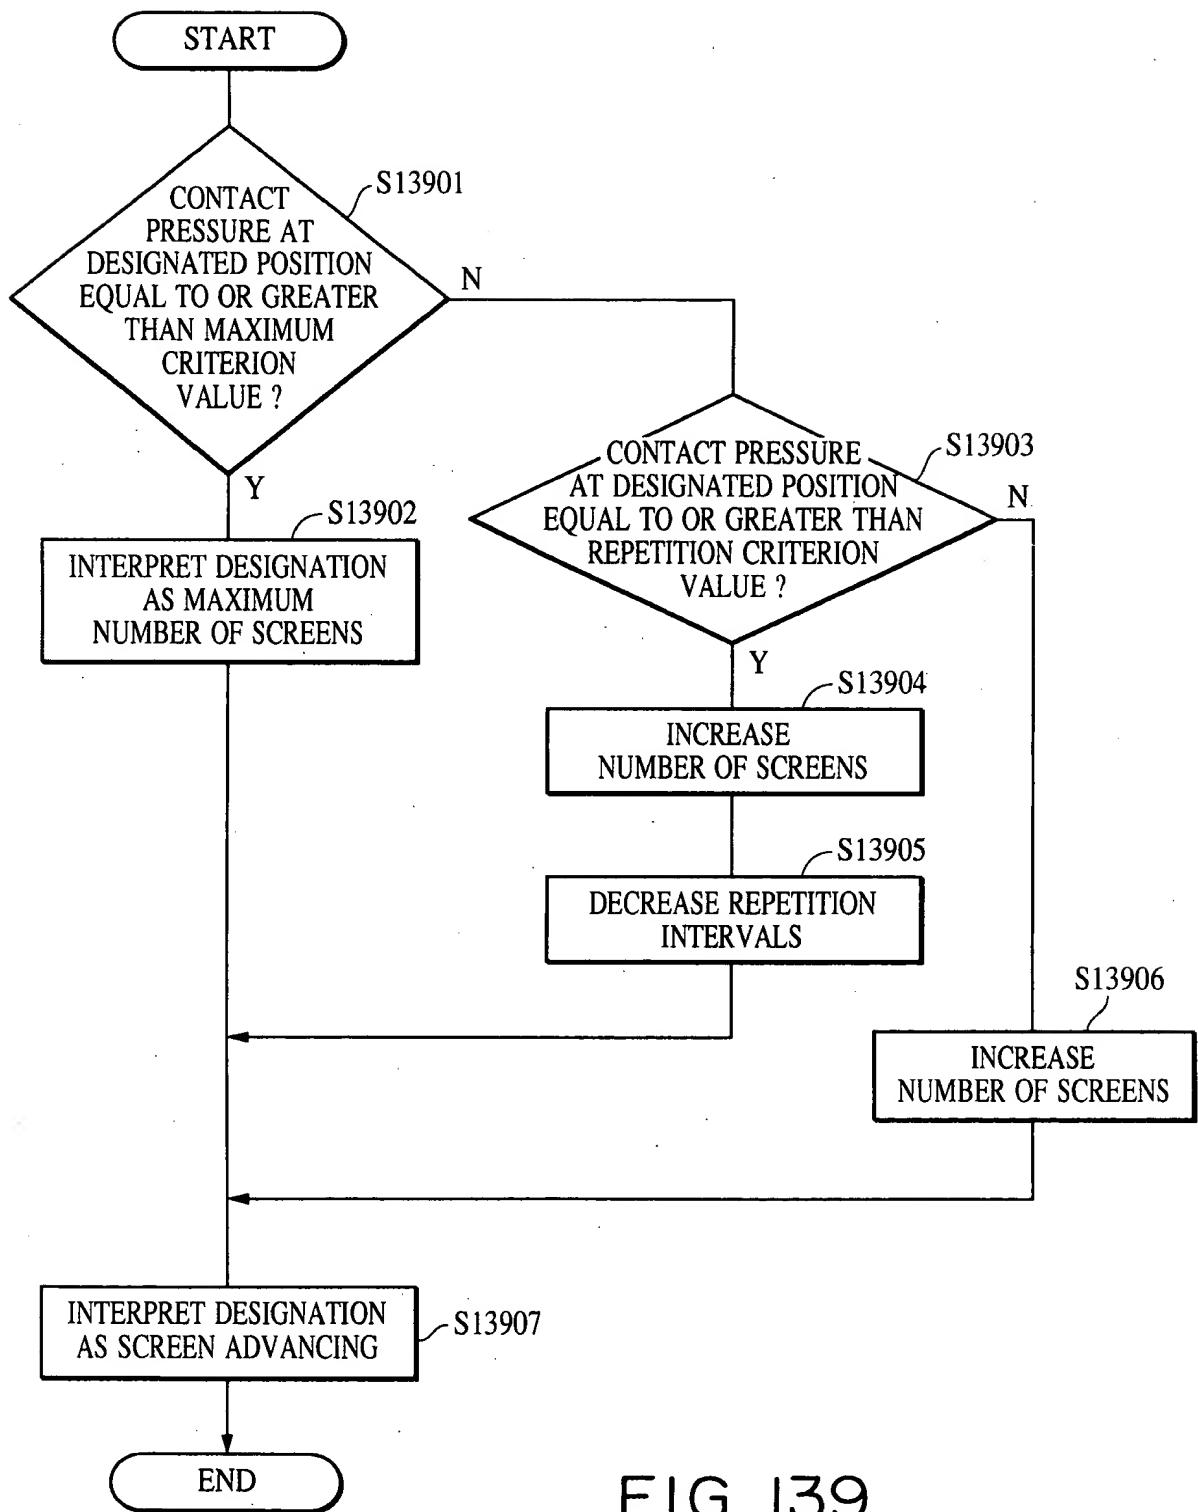 START
CONTACT
PRESSURE AT
DESIGNATED POSITION
EQUAL TO OR GREATER
THAN MAXIMUM
CRITERION
VALUE ?
S13901
N
Y
S13902
INTERPRET DESIGNATION
AS MAXIMUM
NUMBER OF SCREENS
CONTACT PRESSURE
AT DESIGNATED POSITION
EQUAL TO OR GREATER THAN
REPETITION CRITERION
VALUE ?
S13903
N
Y
S13904
INCREASE
NUMBER OF SCREENS
S13905
DECREASE REPETITION
INTERVALS
S13906
INCREASE
NUMBER OF SCREENS
INTERPRET DESIGNATION
AS SCREEN ADVANCING
S13907
END
FIG 139